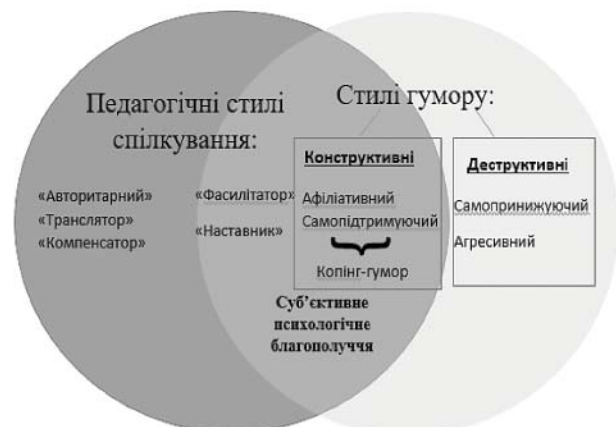 Педагогічні стилі
спілкування:
«Авторитарний»
«Транслятор»
«Компенсатор»
«Фасилітатор»
«Наставник»
Стилі гумору:
Конструктивні
Афіліативний
Самопідтримуючий
Копінг-гумор
Деструктивні
Самопринижуючий
Агресивний
Суб’єктивне
психологічне
благополуччя